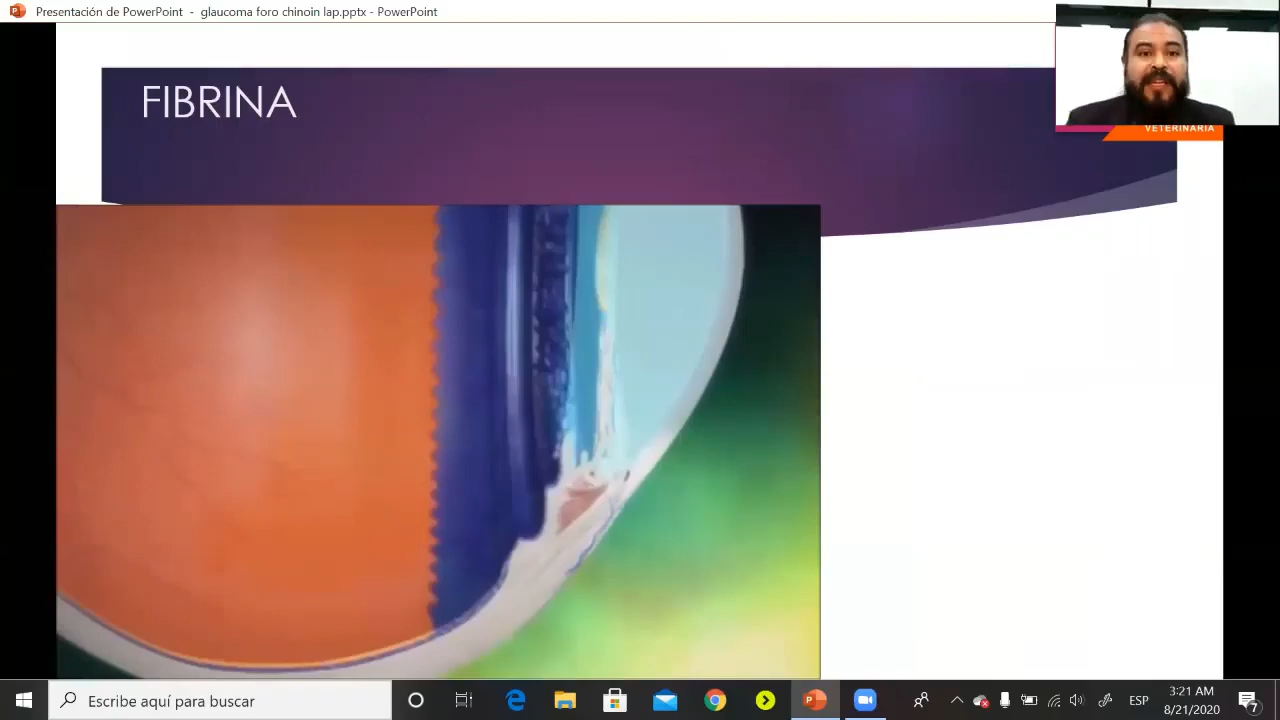 Presentación de PowerPoint - glaucoma foro chinoin lap.pptx - PowerPoint
FIBRINA
VETERINARIA
Escribe aquí para buscar
ESP
3:21 AM
8/21/2020
7